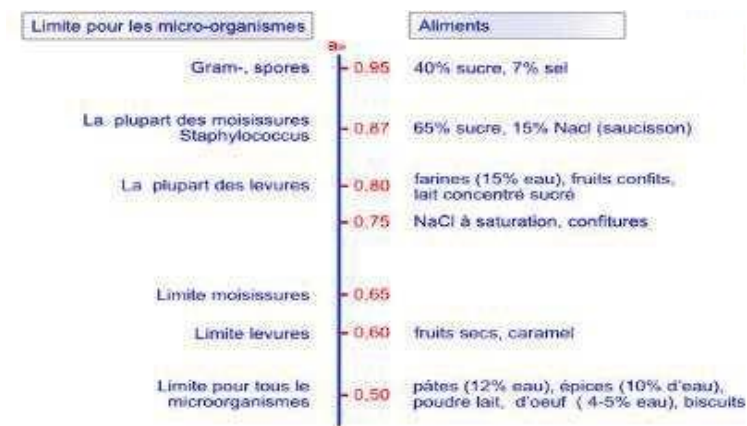 Limite pour les micro-organismes
Aliments
aw
Gram-, spores
0,95
40% sucre, 7% sel
La plupart des moisissures
Staphylococcus
0,87
65% sucre, 15% Nacl (saucisson)
La plupart des levures
0,80
farines (15% eau), fruits confits,
lait concentré sucré
0,75
NaCl à saturation, confitures
Limite moisissures
0,65
Limite levures
0,60
fruits secs, caramel
Limite pour tous le
microorganismes
0,50
pâtes (12% eau), épices (10% d'eau),
poudre lait, d'oeuf ( 4-5% eau), biscuits